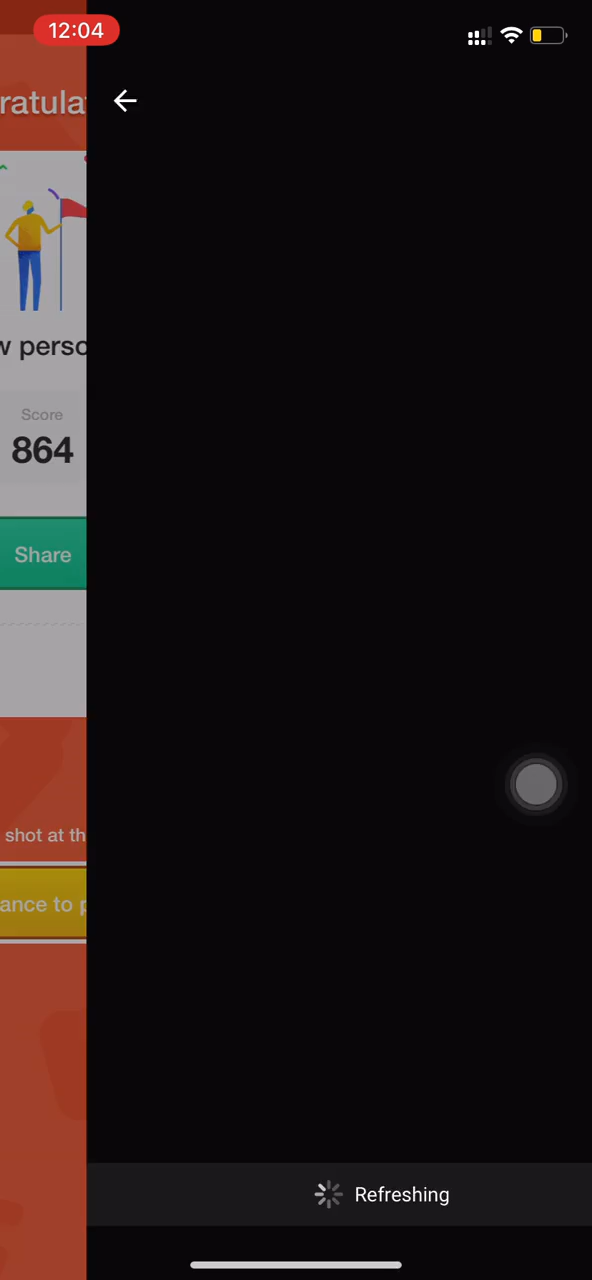 12:04
ratula
w perso
Score
864
Share
shot at th
ance to p
Refreshing